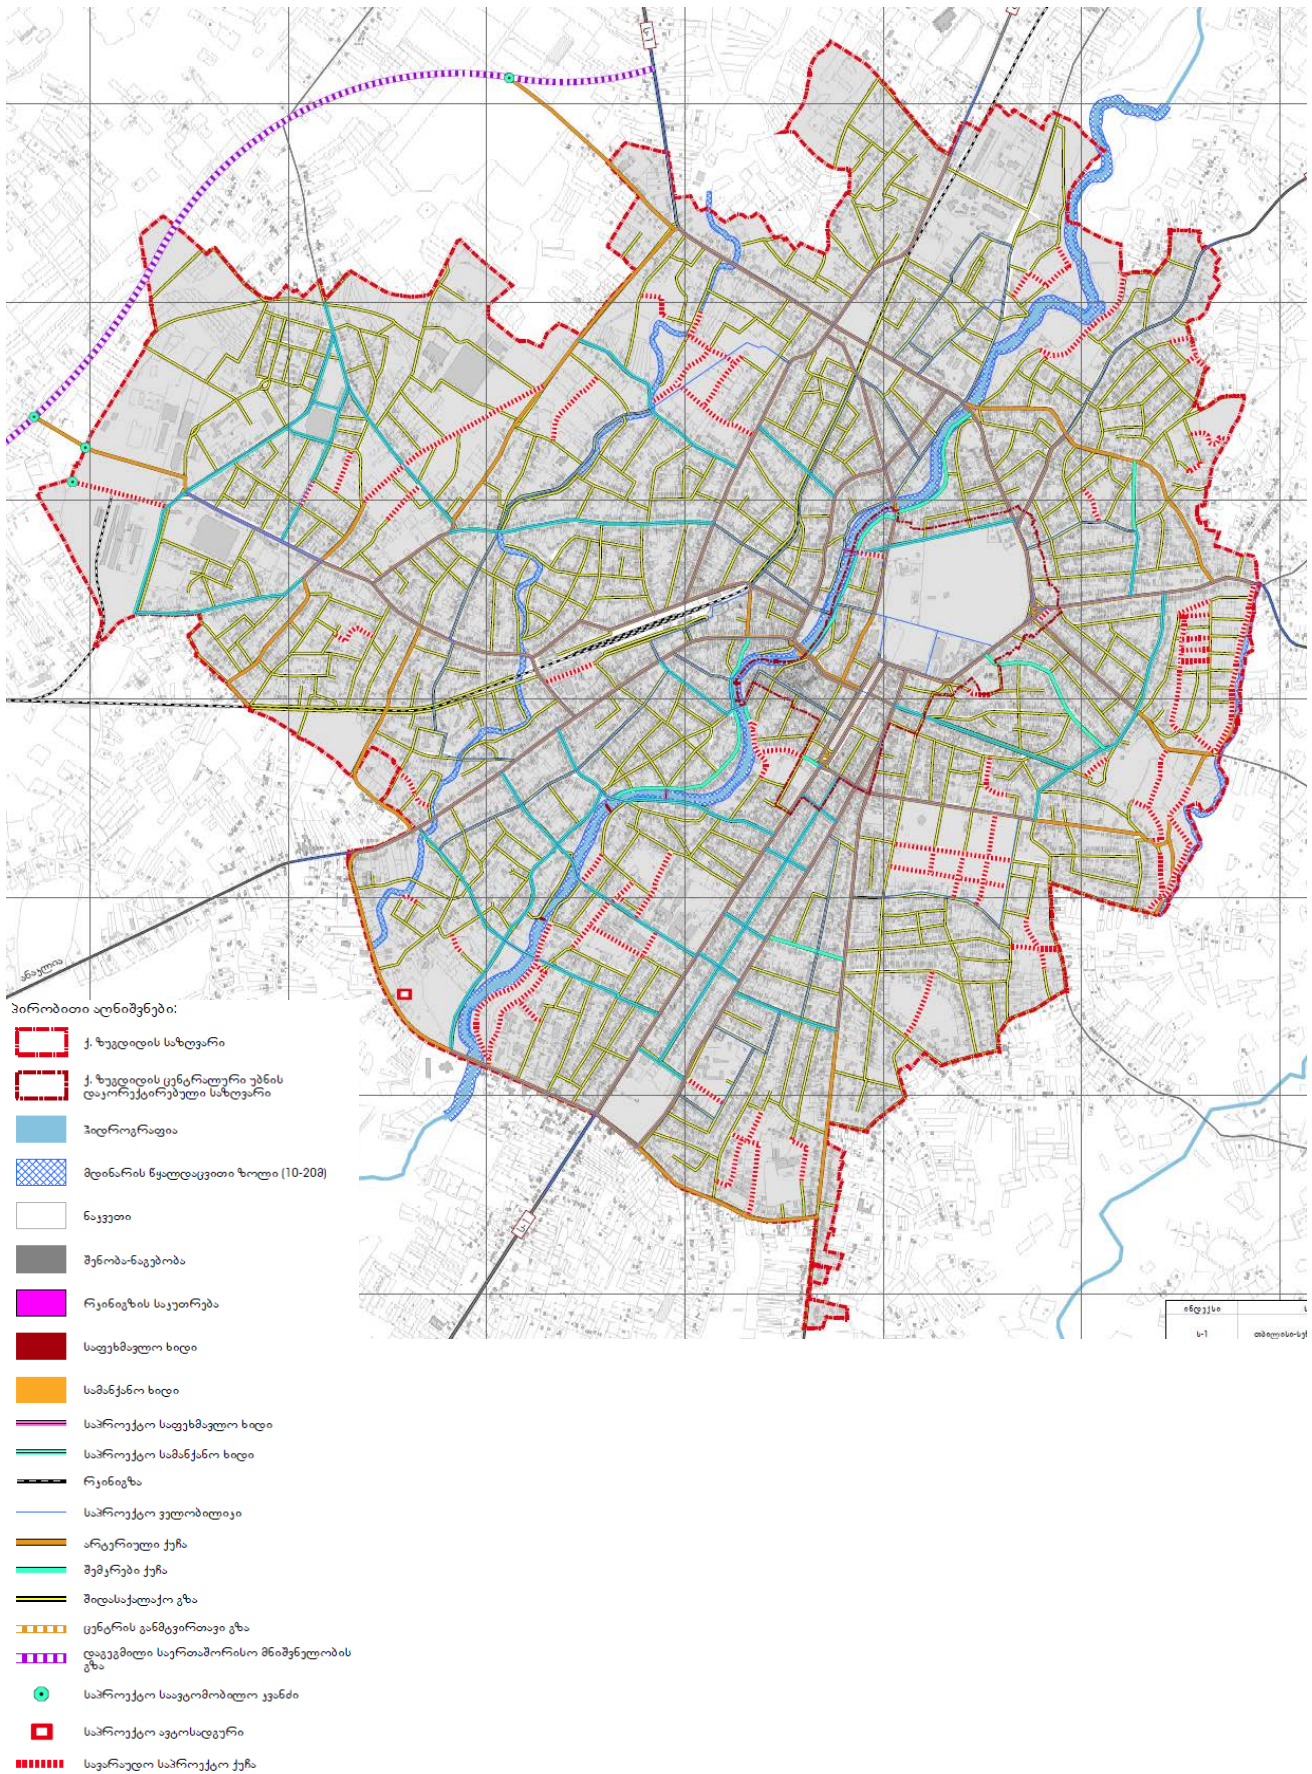 ს-1
ანაკლია
პირობითი აღნიშვნები:
ქ. ზუგდიდის საზღვარი
ქ. ზუგდიდის ცენტრალური უბნის
დაკორექტირებული საზღვარი
ჰიდროგრაფია
მდინარის წყალდაცვითი ზოლი (10-20მ)
ნაკვეთი
შენობა-ნაგებობა
რკინიგზის საკუთრება
საფეხმავლო ხიდი
სამანქანო ხიდი
საპროექტო საფეხმავლო ხიდი
საპროექტო სამანქანო ხიდი
რკინიგზა
საპროექტო ველობილიკი
არტერიული ქუჩა
შემკრები ქუჩა
შიდასაქალაქო გზა
ცენტრის განმტვირთავი გზა
დაგეგმილი საერთაშორისო მნიშვნელობის
გზა
საპროექტო საავტომობილო კვანძი
საპროექტო ავტოსადგური
სავარაუდო საპროექტო ქუჩა
ს-1
ინდექსი
ს-1